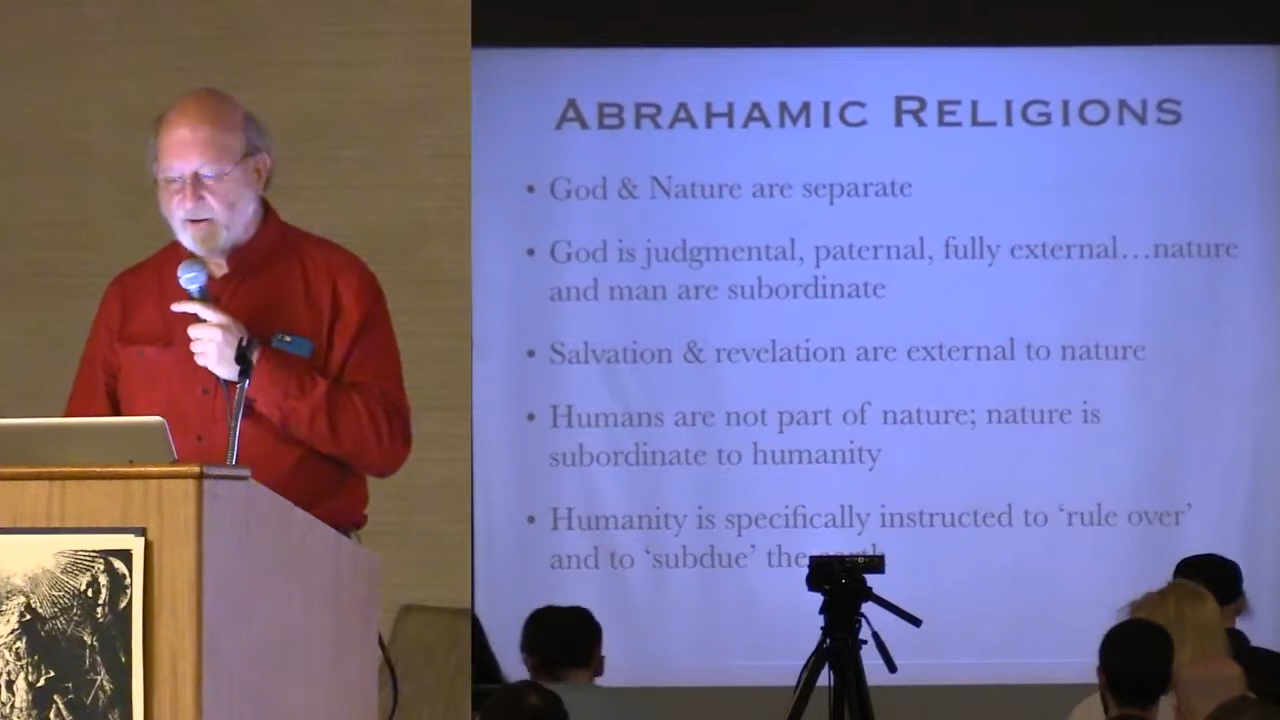 ABRAHAMIC RELIGIONS
• God & Nature are separate
• God is judgmental, paternal, fully external…nature
and man are subordinate
• Salvation & revelation are external to nature
• Humans are not part of nature; nature is
subordinate to humanity
• Humanity is specifically instructed to ‘rule over’
and to ‘subdue’ the